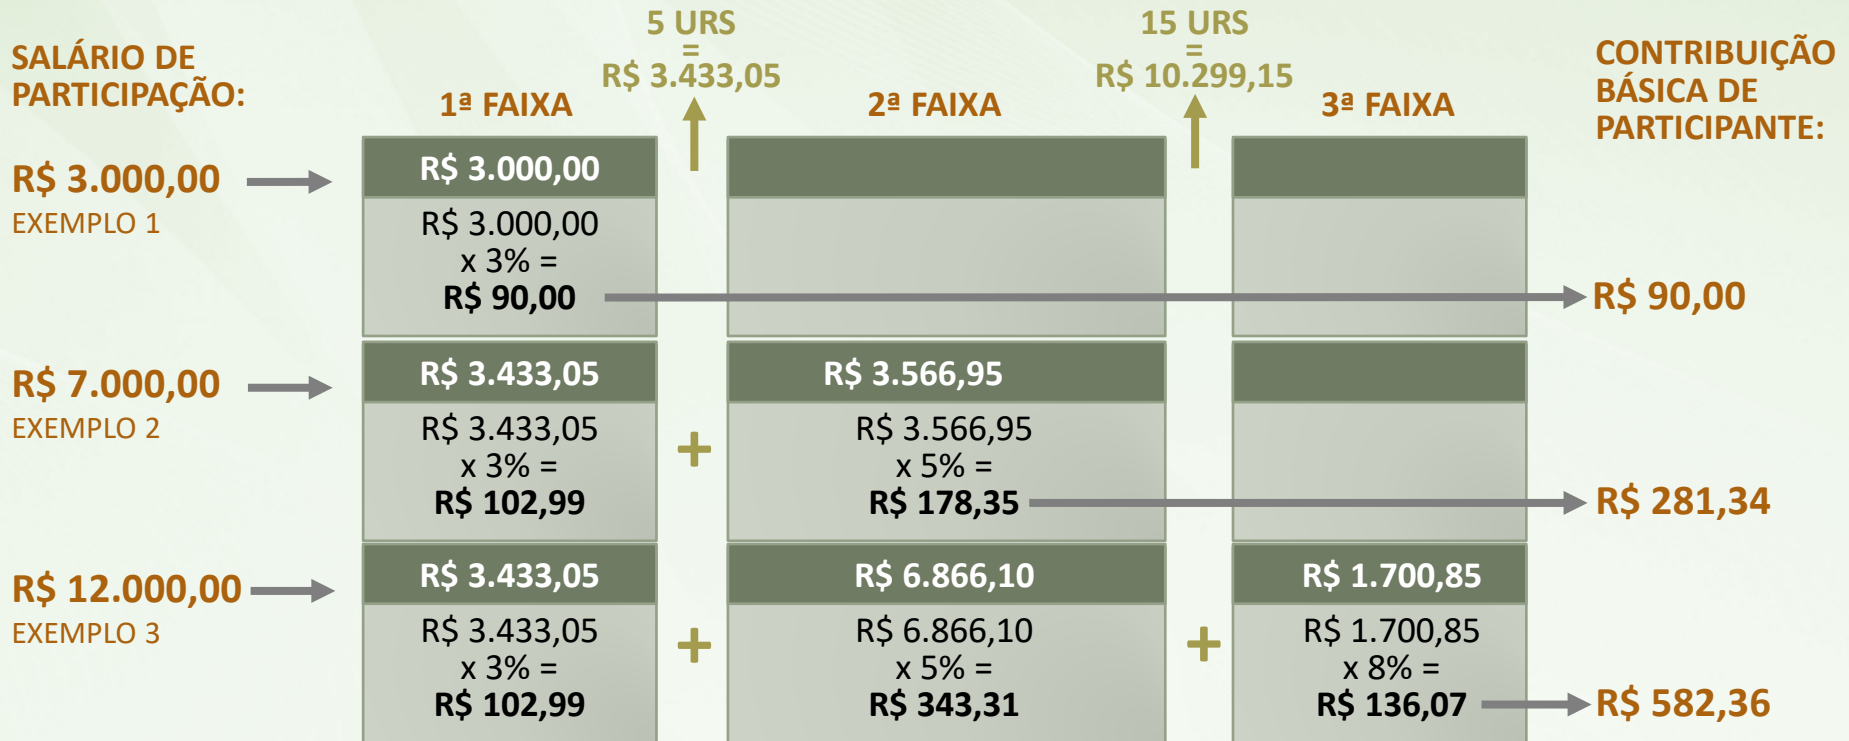 5 URS
=
R$ 3.433,05
15 URS
=
R$ 10.299,15
SALÁRIO DE
PARTICIPAÇÃO:
1ª FAIXA
2ª FAIXA
3ª FAIXA
CONTRIBUIÇÃO
BÁSICA DE
PARTICIPANTE:
R$ 3.000,00
EXEMPLO 1
R$ 3.000,00
R$ 3.000,00
x 3% =
R$ 90,00
R$ 90,00
R$ 7.000,00
EXEMPLO 2
R$ 3.433,05
R$ 3.433,05
x 3% =
R$ 102,99
+
R$ 3.566,95
R$ 3.566,95
x 5% =
R$ 178,35
R$ 281,34
R$ 12.000,00
EXEMPLO 3
R$ 3.433,05
R$ 3.433,05
x 3% =
R$ 102,99
+
R$ 6.866,10
R$ 6.866,10
x 5% =
R$ 343,31
+
R$ 1.700,85
R$ 1.700,85
x 8% =
R$ 136,07
R$ 582,36